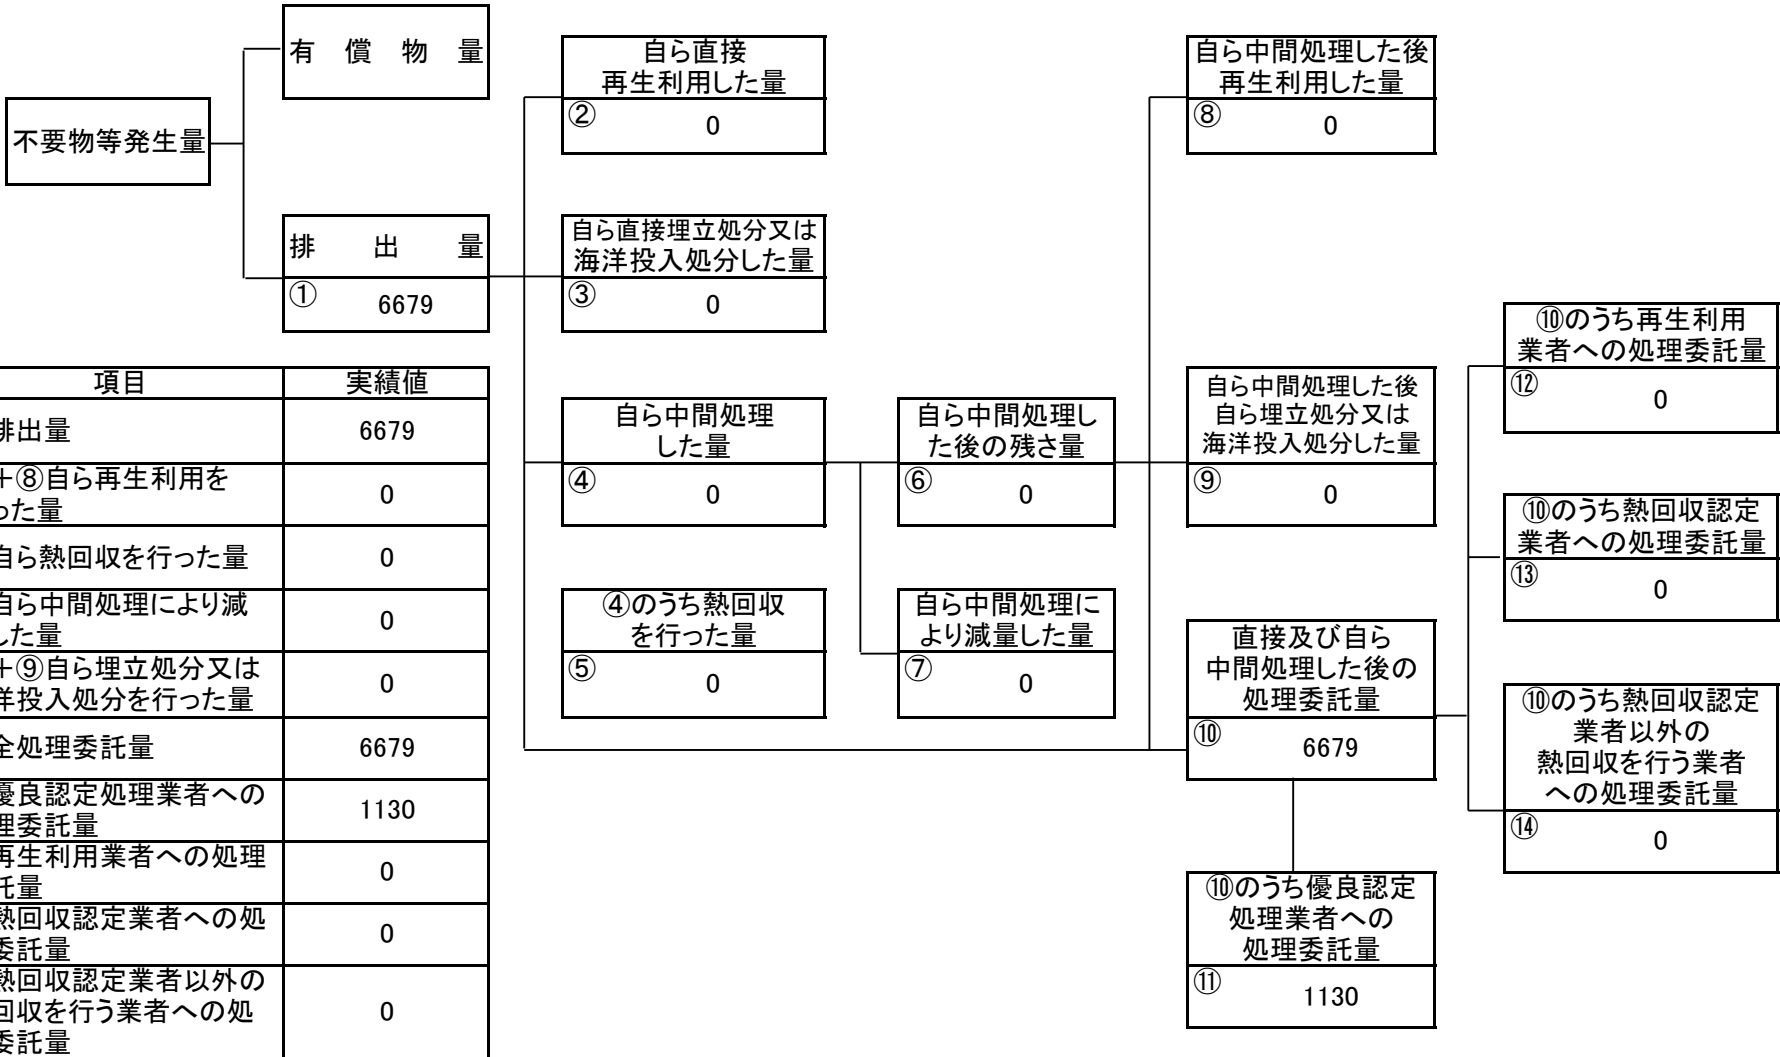 不要物等発生量
有 償 物 量
排 出 量
①
6679
自ら直接
再生利用した量
②
0
自ら直接埋立処分又は
海洋投入処分した量
③
0
自ら中間処理
した量
④
0
④のうち熱回収
を行った量
⑤
0
自ら中間処理し
た後の残さ量
⑥
0
自ら中間処理に
より減量した量
⑦
0
自ら中間処理した後
再生利用した量
⑧
0
自ら中間処理した後
自ら埋立処分又は
海洋投入処分した量
⑨
0
直接及び自ら
中間処理した後の
処理委託量
⑩
6679
⑩のうち優良認定
処理業者への
処理委託量
⑪
1130
⑩のうち再生利用
業者への処理委託量
⑫
0
⑩のうち熱回収認定
業者への処理委託量
⑬
0
⑩のうち熱回収認定
業者以外の
熱回収を行う業者
への処理委託量
⑭
0
項目 実績値
排出量 6679
+⑧自ら再生利用を
った量
0
自ら熱回収を行った量 0
自ら中間処理により減
した量
0
+⑨自ら埋立処分又は
洋投入処分を行った量
0
全処理委託量 6679
優良認定処理業者への
理委託量
1130
再生利用業者への処理
託量
0
熱回収認定業者への処
委託量
0
熱回収認定業者以外の
回収を行う業者への処
委託量
0